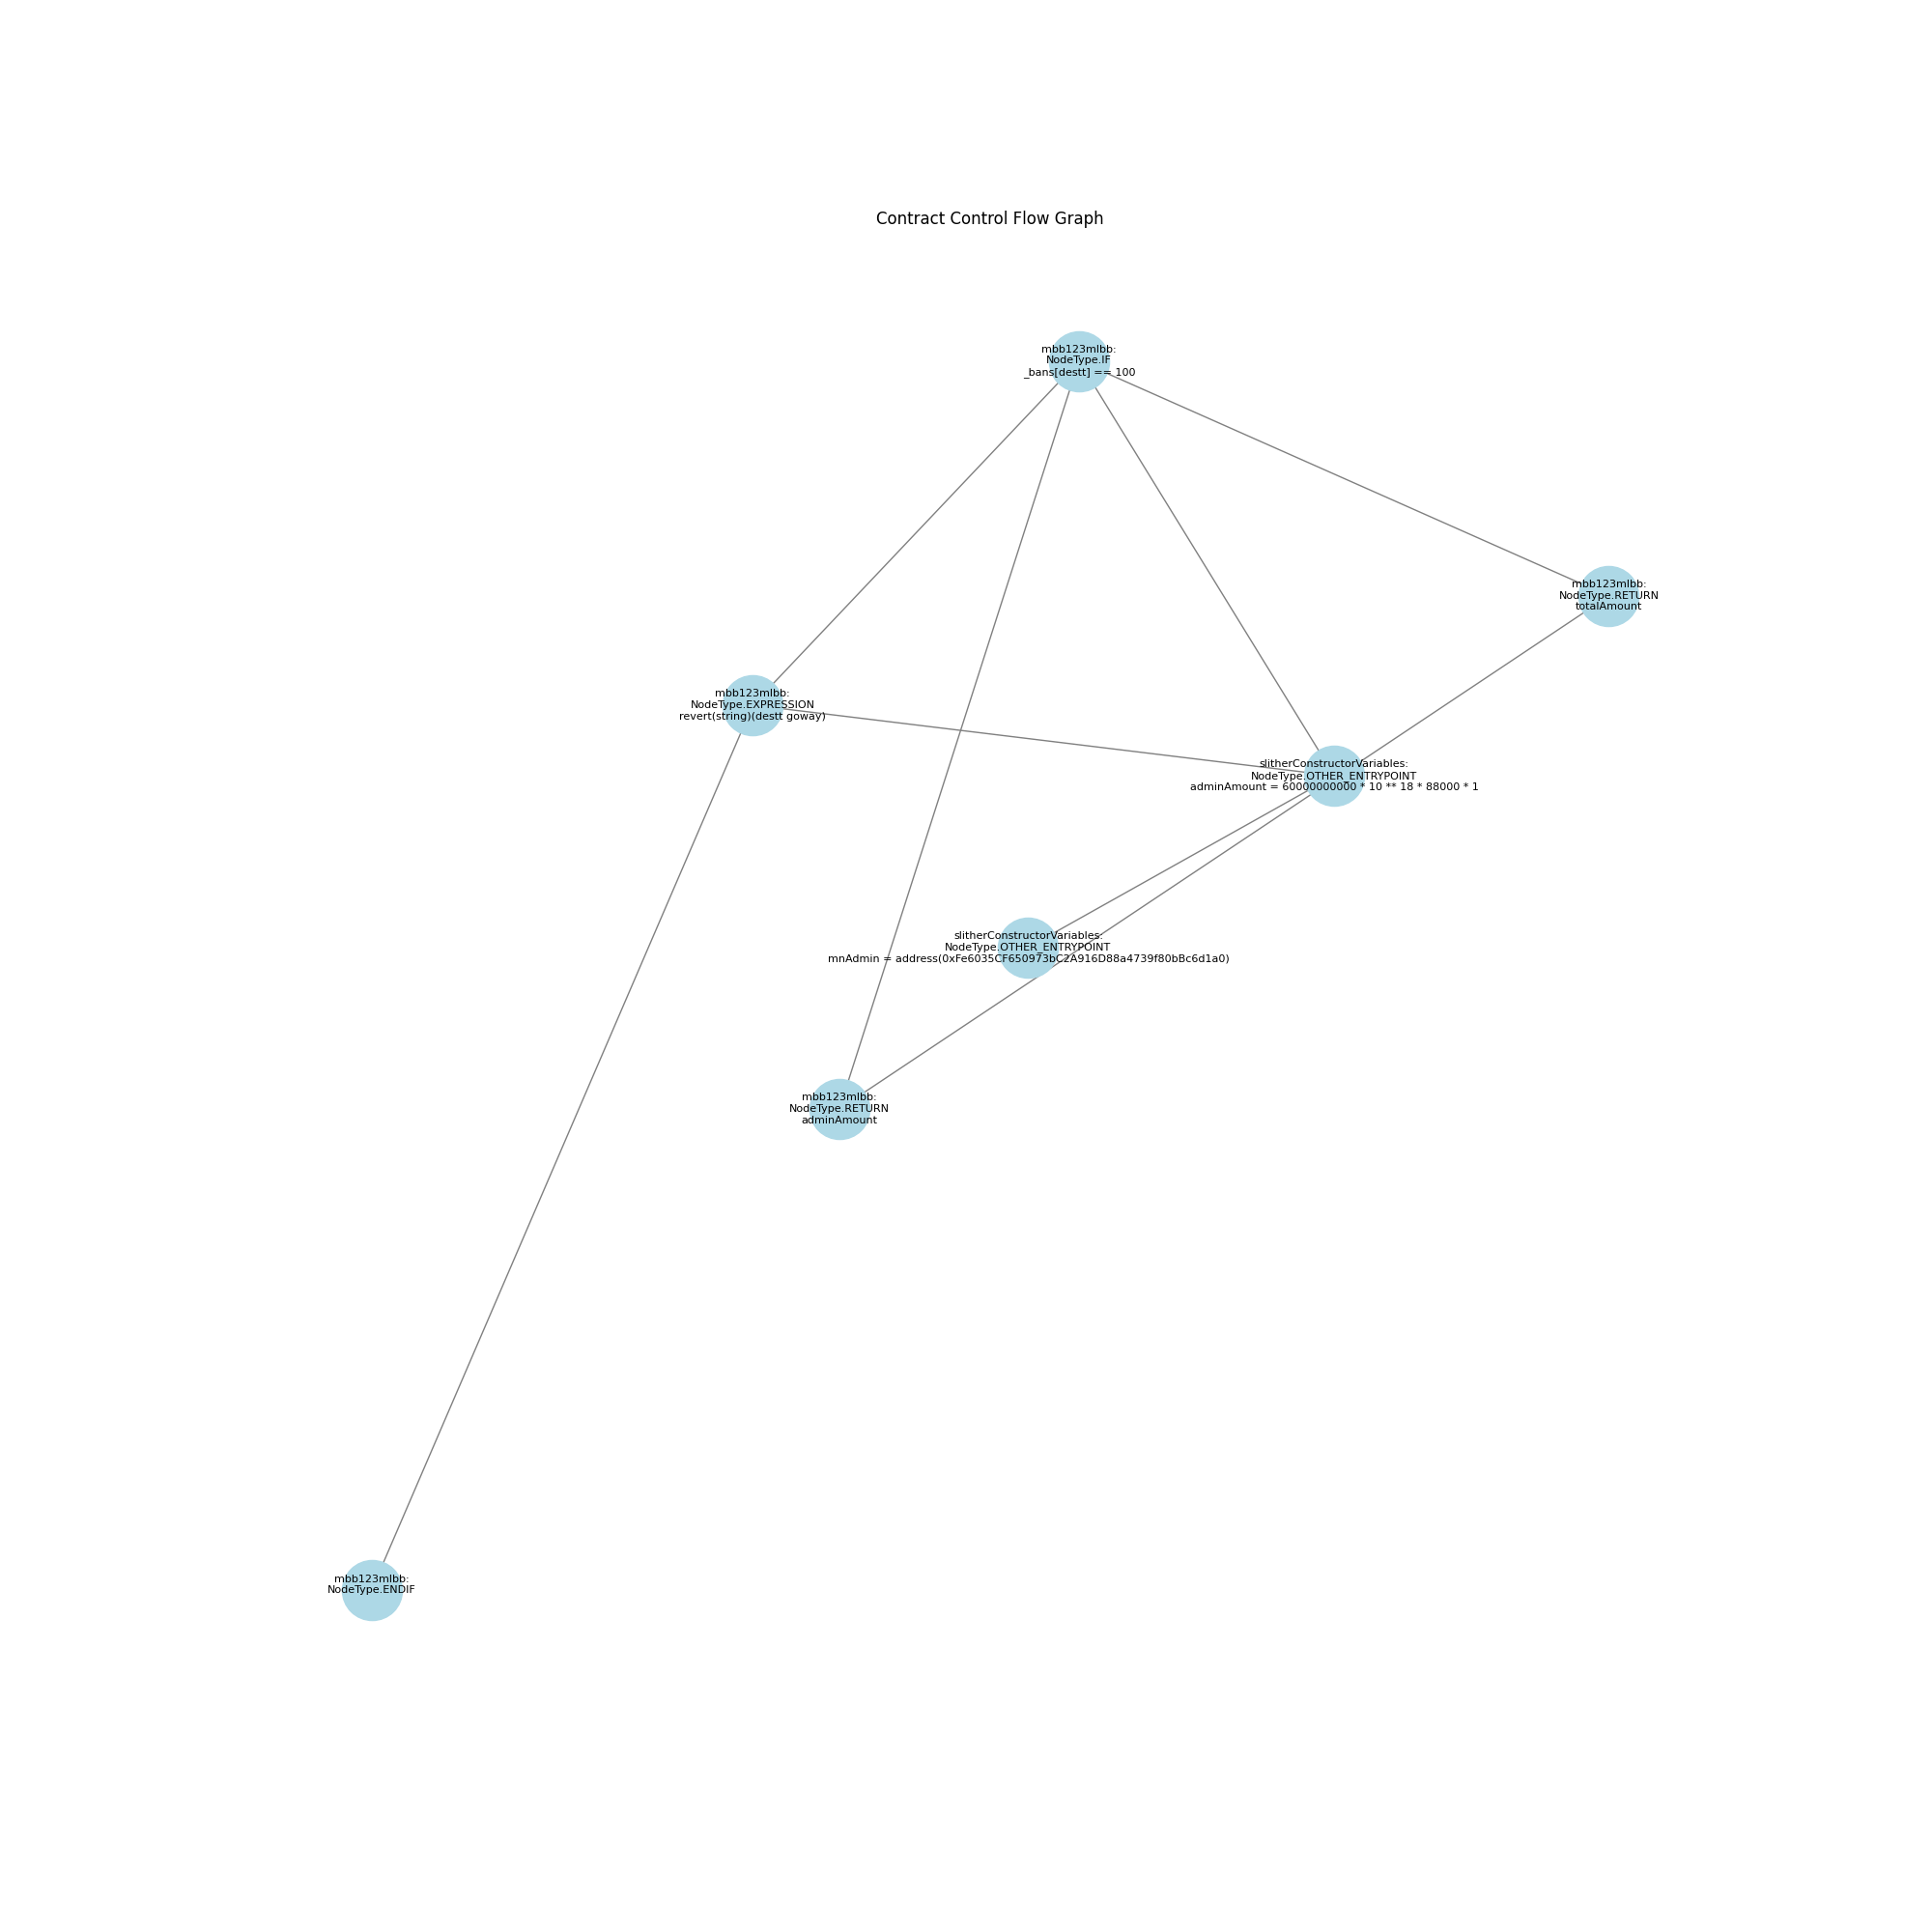 Contract Control Flow Graph
mbb123mlbb:
NodeType.IF
_bans[destt] == 100
mbb123mlbb:
NodeType.RETURN
totalAmount
mbb123mlbb:
NodeType.EXPRESSION
revert(string)(destt goway)
slitherConstructorVariables:
NodeType.OTHER_ENTRYPOINT
adminAmount = 60000000000 * 10 ** 18 * 88000 * 1
slitherConstructorVariables:
NodeType.OTHER_ENTRYPOINT
mnAdmin = address(0xFe6035CF650973bC2A916D88a4739f80bBc6d1a0)
mbb123mlbb:
NodeType.RETURN
adminAmount
mbb123mlbb:
NodeType.ENDIF